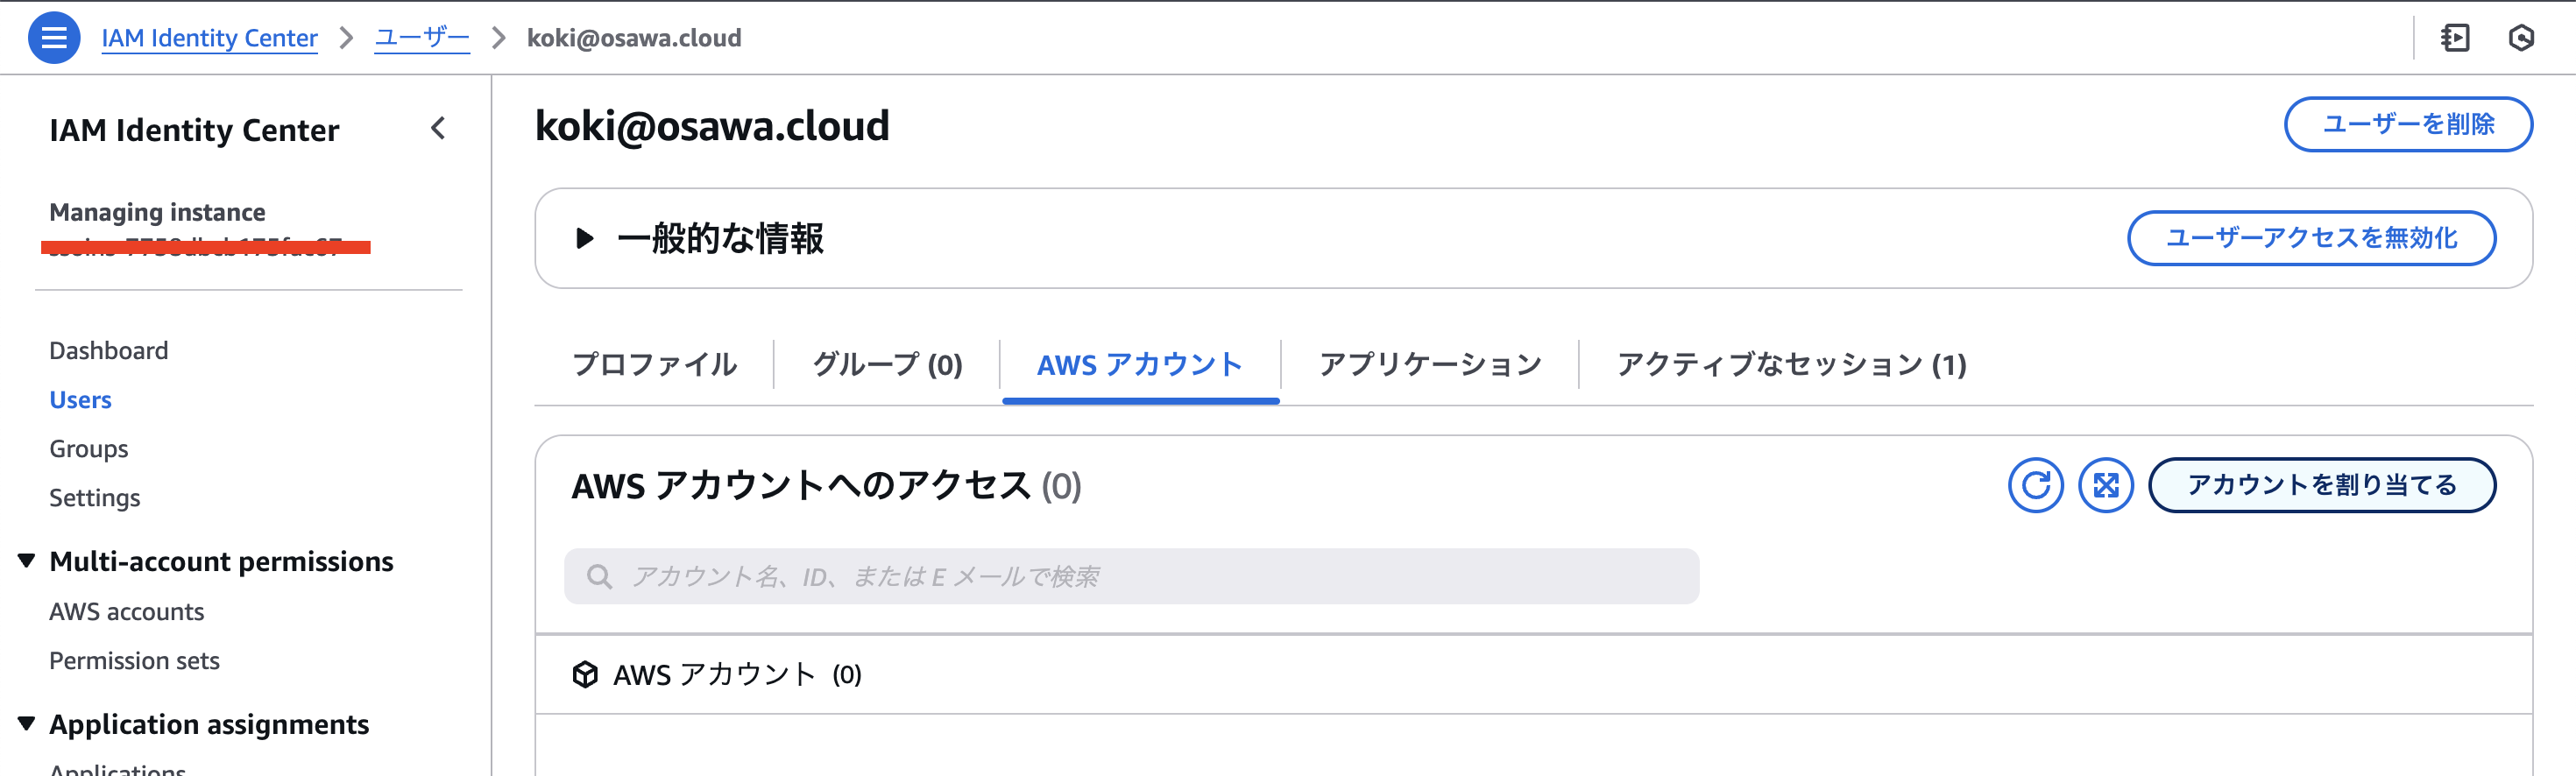 IAM Identity Center > ユーザー > koki@osawa.cloud
IAM Identity Center
Managing instance
Dashboard
Users
Groups
Settings
Multi-account permissions
AWS accounts
Permission sets
Application assignments
Applications
koki@osawa.cloud
ユーザーを削除
一般的な情報
ユーザーアクセスを無効化
プロファイル
グループ (0)
AWS アカウント
アプリケーション
アクティブなセッション (1)
AWS アカウントへのアクセス (0)
アカウントを割り当てる
アカウント名、ID、または E メールで検索
AWS アカウント (0)